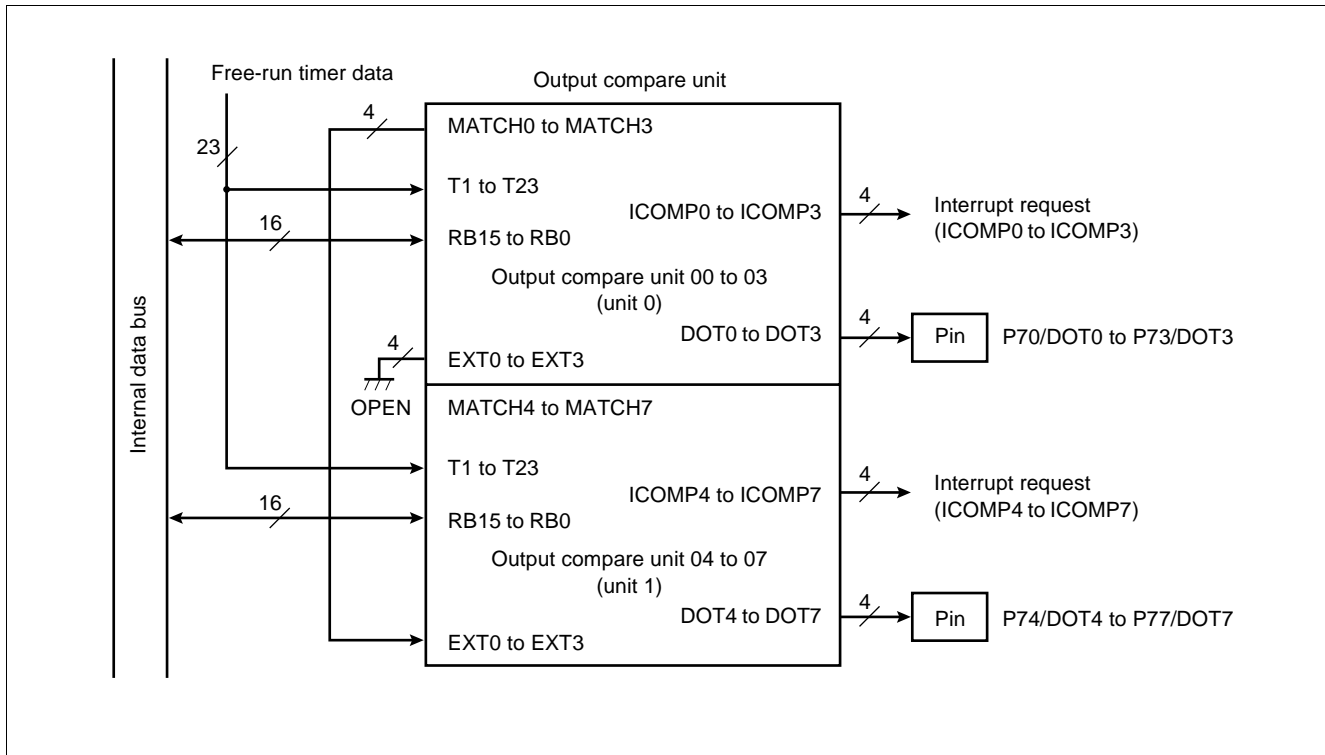 Free-run timer data
Output compare unit
4
MATCH0 to MATCH3
23
T1 to T23
ICOMP0 to ICOMP3
4
Interrupt request
(ICOMP0 to ICOMP3)
16
RB15 to RB0
Output compare unit 00 to 03
(unit 0)
DOT0 to DOT3
4
Pin
P70/DOT0 to P73/DOT3
4
EXT0 to EXT3
OPEN
Internal data bus
MATCH4 to MATCH7
T1 to T23
ICOMP4 to ICOMP7
4
Interrupt request
(ICOMP4 to ICOMP7)
16
RB15 to RB0
Output compare unit 04 to 07
(unit 1)
DOT4 to DOT7
4
Pin
P74/DOT4 to P77/DOT7
EXT0 to EXT3